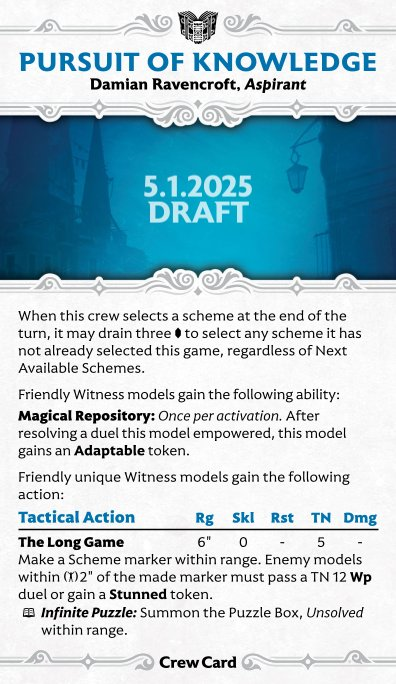 PURSUIT OF KNOWLEDGE
Damian Ravencroft, Aspirant
5.1.2025
DRAFT
When this crew selects a scheme at the end of the
turn, it may drain three to select any scheme it has
not already selected this game, regardless of Next
Available Schemes.
Friendly Witness models gain the following ability:
Magical Repository: Once per activation. After
resolving a duel this model empowered, this model
gains an Adaptable token.
Friendly unique Witness models gain the following
action:
Tactical Action Rg Skl Rst TN Dmg
The Long Game 6" 0 - 5 -
Make a Scheme marker within range. Enemy models
within 2" of the made marker must pass a TN 12 Wp
duel or gain a Stunned token.
Infinite Puzzle: Summon the Puzzle Box, Unsolved
within range.
Crew Card